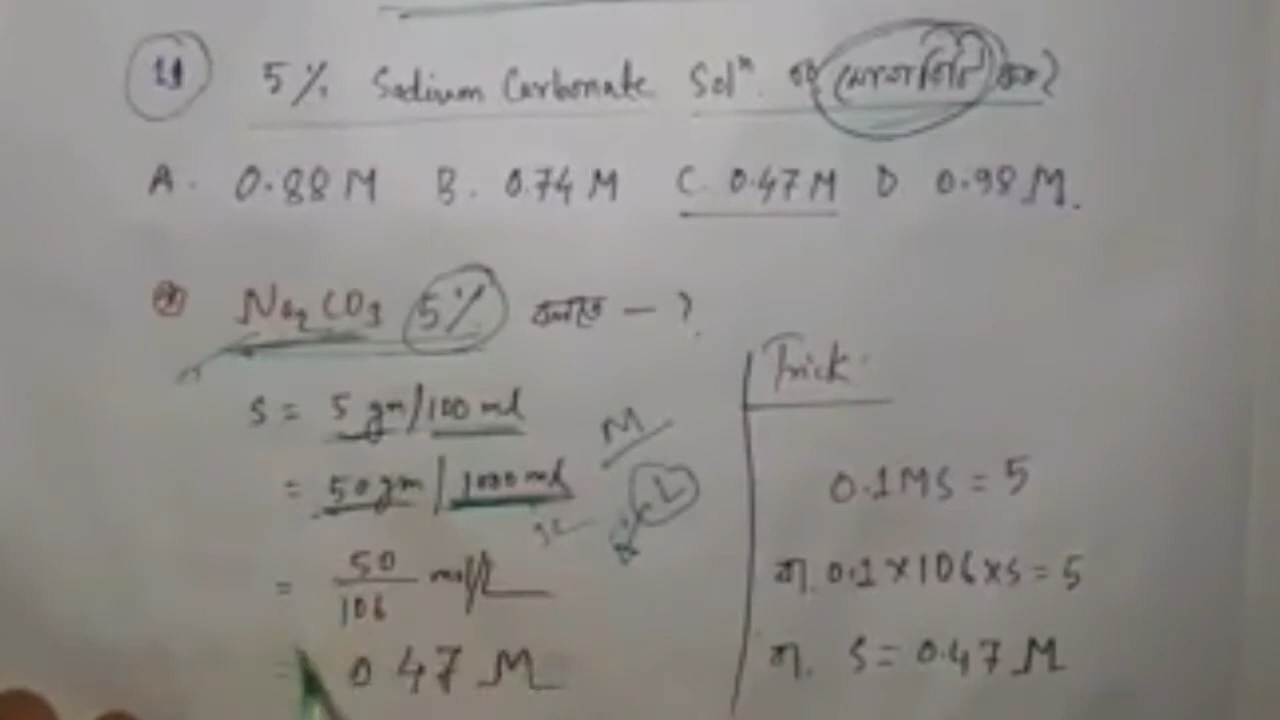 11 5% Sodium Carbonate Solⁿ. এর মোলারিটি কত?
A. 0.88 M B. 0.74 M C. 0.47 M D 0.98 M.
Na₂CO₃ 5% বলতে — ?
S = 5 gm/100 ml
= 50 gm/1000 ml
= 50/106 mol/L
= 0.47 M
M
L
Trick
0.1MS = 5
বা. 0.1×106×S = 5
বা. S = 0.47 M